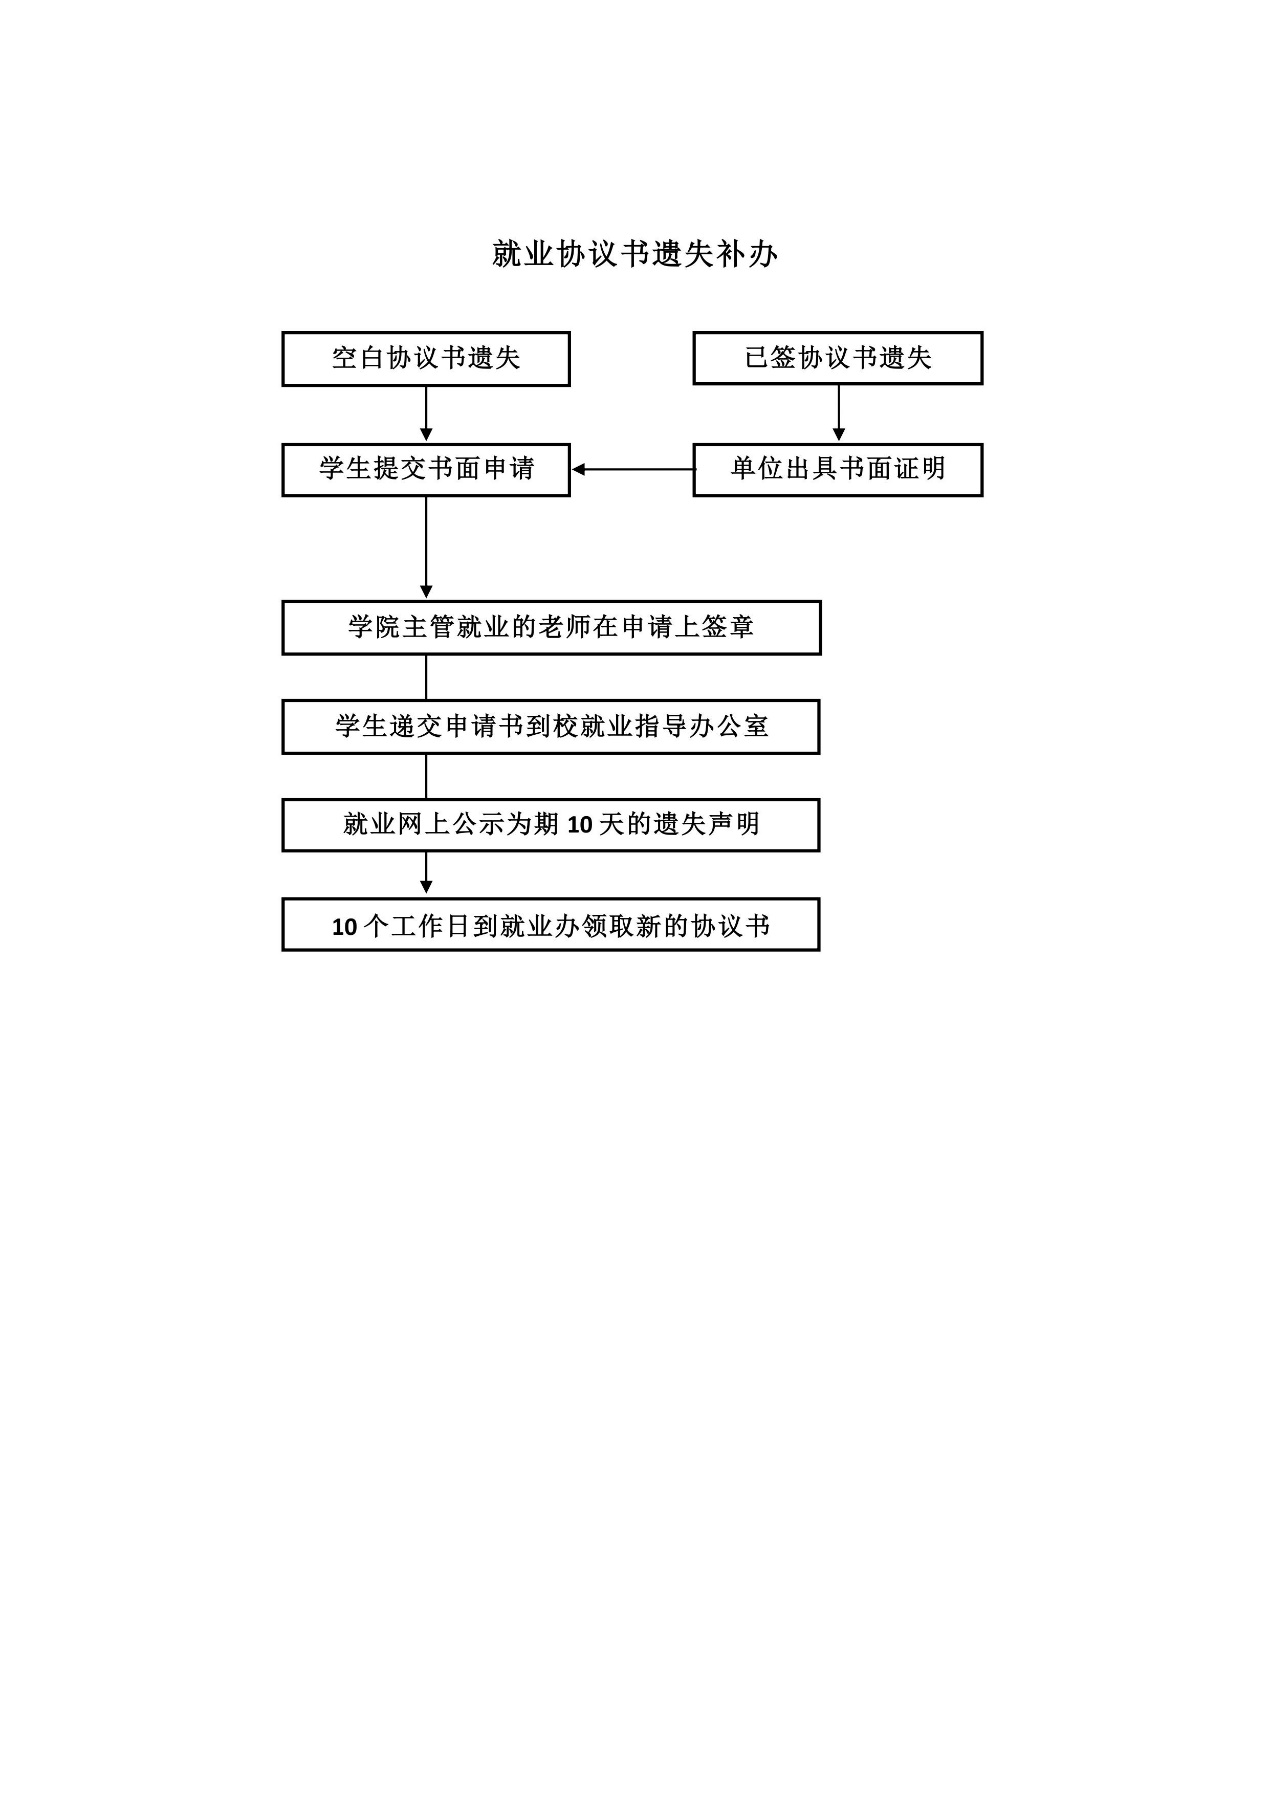 就业协议书遗失补办
空白协议书遗失
已签协议书遗失
学生提交书面申请
单位出具书面证明
学院主管就业的老师在申请上签章
学生递交申请书到校就业指导办公室
就业网上公示为期 10 天的遗失声明
10 个工作日到就业办领取新的协议书